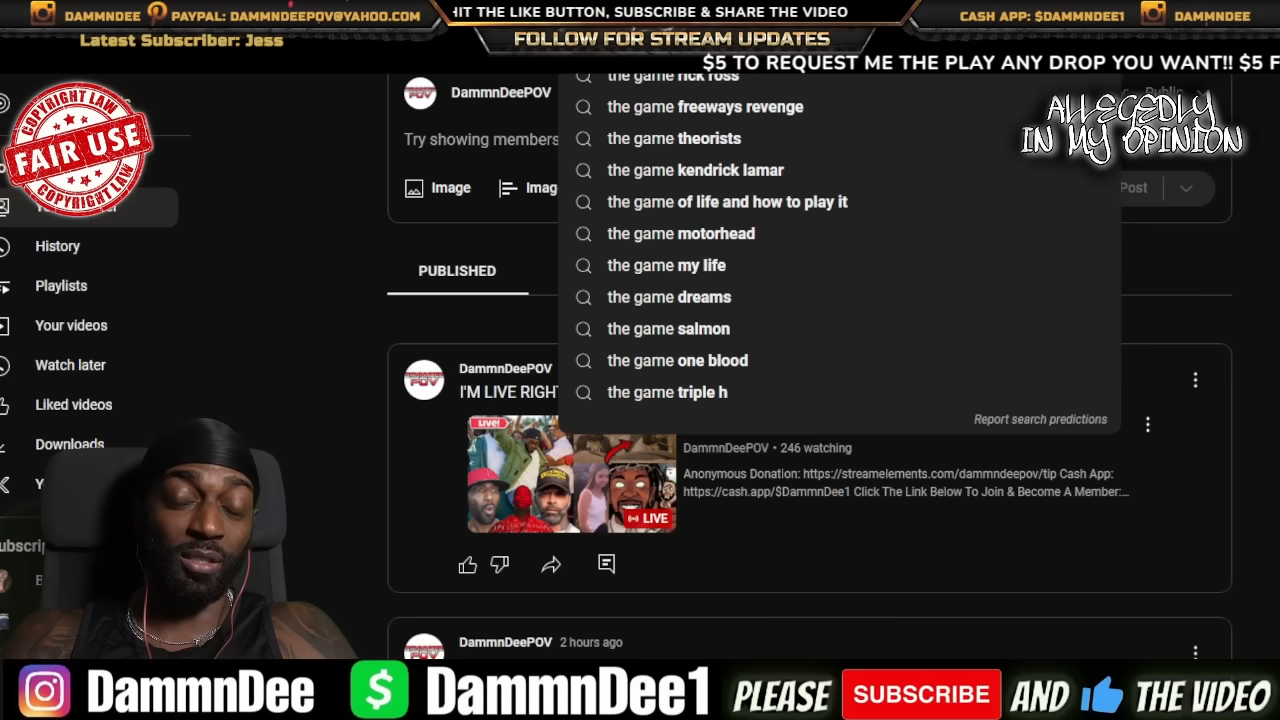 DAMMNDEE PAYPAL: DAMMNDEEPOV@YAHOO.COM
HIT THE LIKE BUTTON, SUBSCRIBE & SHARE THE VIDEO
CASH APP: $DAMMNDEE1 DAMMNDEE
Latest Subscriber: Jess
FOLLOW FOR STREAM UPDATES
$5 TO REQUEST ME THE PLAY ANY DROP YOU WANT!! $5 F
COPYRIGHT LAW
FAIR USE
COPYRIGHT LAW
ALLEGEDLY
IN MY OPINION
DammnDeePOV
Try showing members
Image
Imag
Post
the game rick ross
the game freeways revenge
the game theorists
the game kendrick lamar
the game of life and how to play it
the game motorhead
the game my life
the game dreams
the game salmon
the game one blood
the game triple h
Report search predictions
History
Playlists
Your videos
Watch later
Liked videos
Downloads
PUBLISHED
DammnDeePOV
I'M LIVE RIGHT
LIVE!
LIVE
DammnDeePOV • 246 watching
Anonymous Donation: https://streamelements.com/dammndeepov/tip Cash App:
https://cash.app/$DammnDee1 Click The Link Below To Join & Become A Member:...
DammnDeePOV 2 hours ago
DammnDee
$ DammnDee1
PLEASE SUBSCRIBE AND THE VIDEO